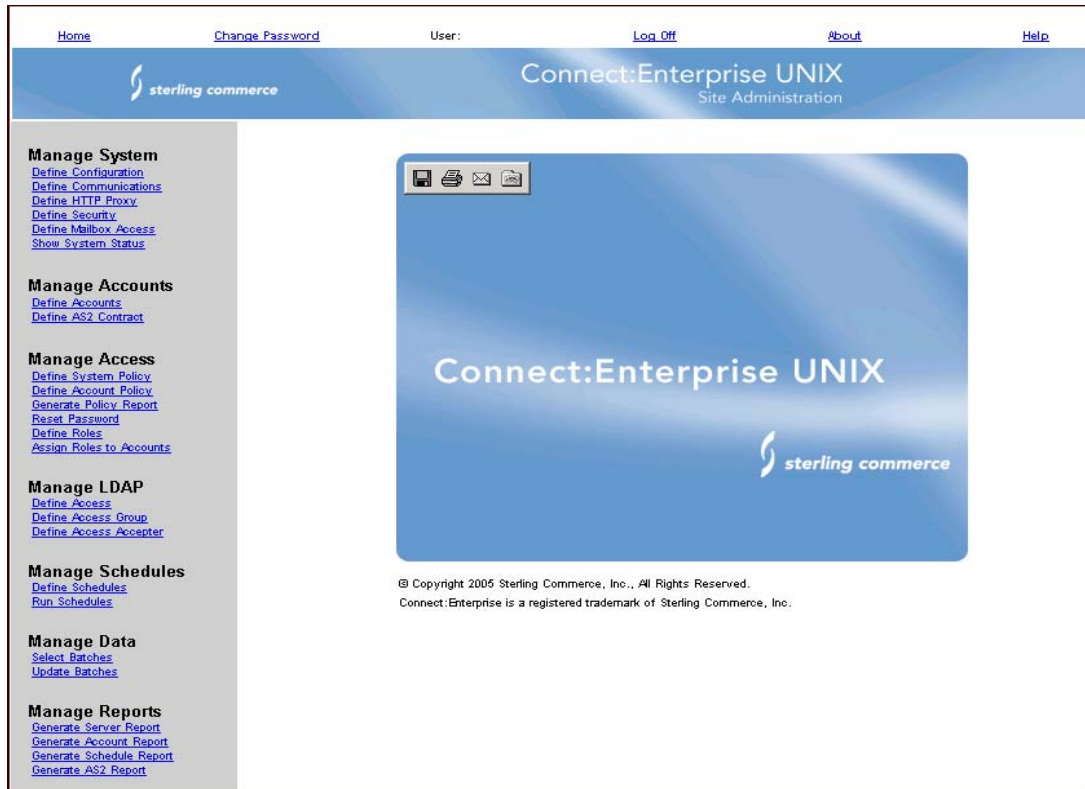 Home Change Password User: Log Off About Help
sterling commerce
Connect:Enterprise UNIX
Site Administration
Manage System
Define Configuration
Define Communications
Define HTTP Proxy
Define Security
Define Mailbox Access
Show System Status
Manage Accounts
Define Accounts
Define AS2 Contract
Manage Access
Define System Policy
Define Account Policy
Generate Policy Report
Reset Password
Define Roles
Assign Roles to Accounts
Manage LDAP
Define Access
Define Access Group
Define Access Accepter
Manage Schedules
Define Schedules
Run Schedules
Manage Data
Select Batches
Update Batches
Manage Reports
Generate Server Report
Generate Account Report
Generate Schedule Report
Generate AS2 Report
Connect:Enterprise UNIX
sterling commerce
© Copyright 2005 Sterling Commerce, Inc., All Rights Reserved.
Connect:Enterprise is a registered trademark of Sterling Commerce, Inc.